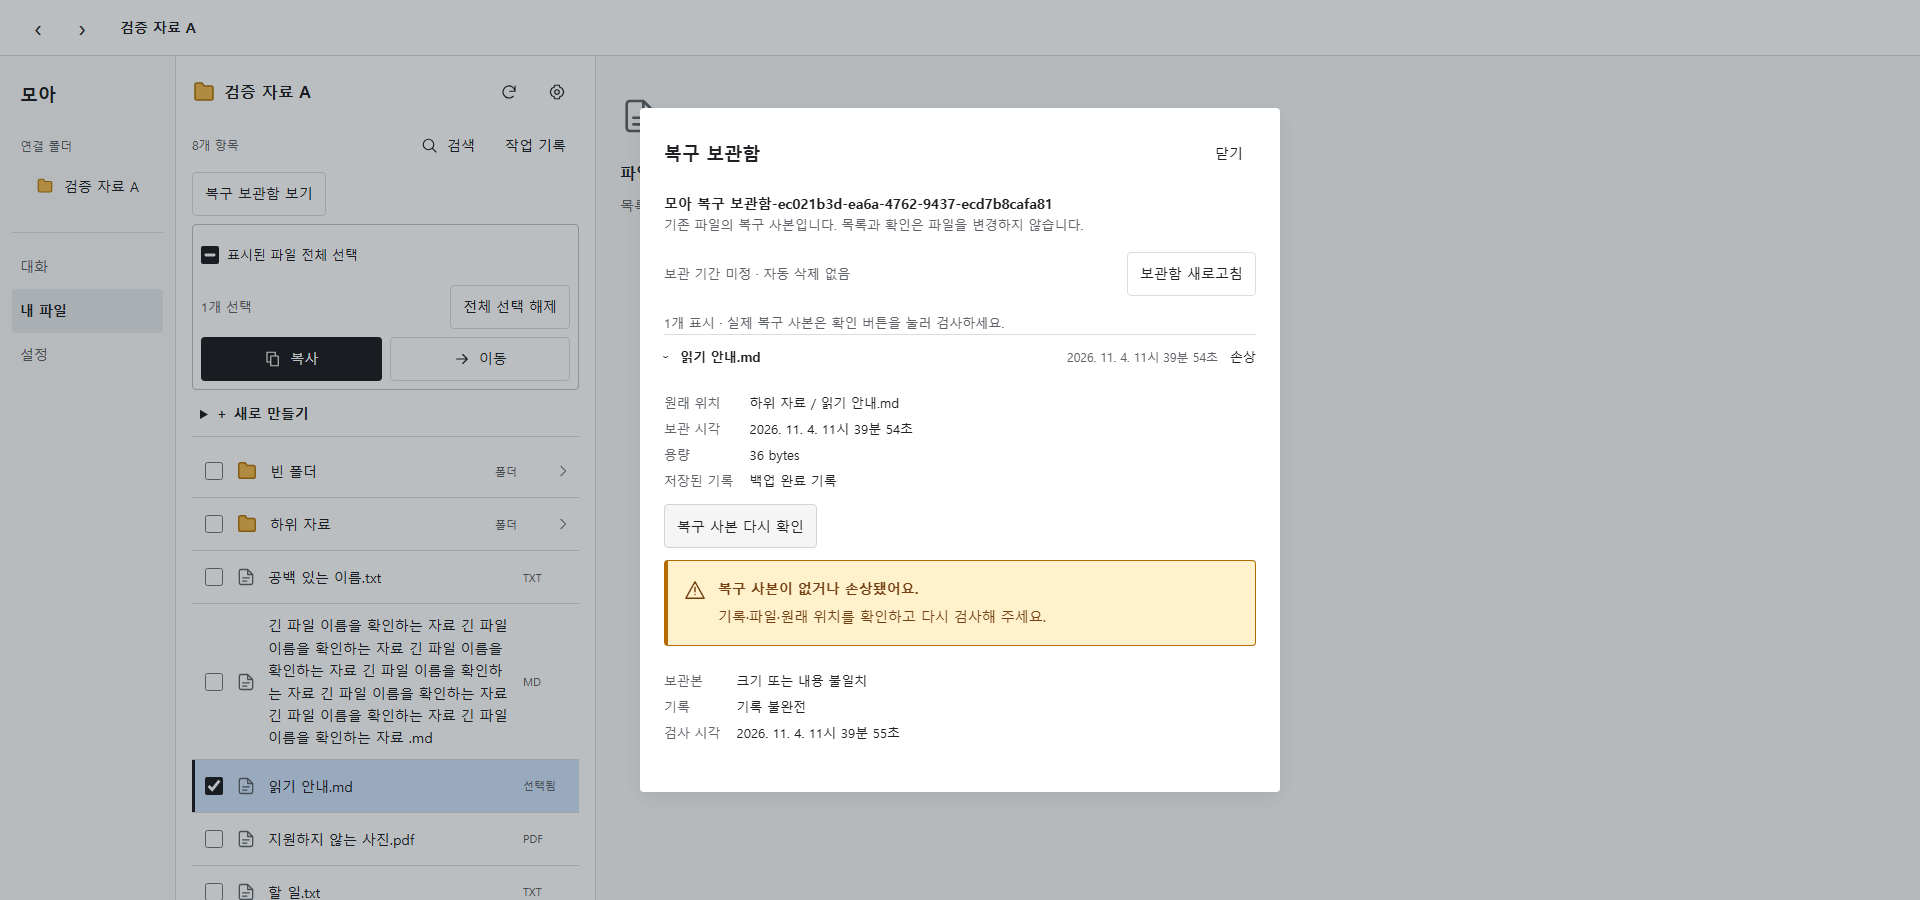 검증 자료 A
모아
연결 폴더
검증 자료 A
대화
내 파일
설정
검증 자료 A
8개 항목
검색
작업 기록
복구 보관함 보기
표시된 파일 전체 선택
1개 선택
전체 선택 해제
복사
이동
+ 새로 만들기
빈 폴더
폴더
하위 자료
폴더
공백 있는 이름.txt
TXT
긴 파일 이름을 확인하는 자료 긴 파일
이름을 확인하는 자료 긴 파일 이름을
확인하는 자료 긴 파일 이름을 확인하
는 자료 긴 파일 이름을 확인하는 자료
긴 파일 이름을 확인하는 자료 긴 파일
이름을 확인하는 자료 .md
MD
읽기 안내.md
선택됨
지원하지 않는 사진.pdf
PDF
할 일.txt
TXT
복구 보관함
닫기
모아 복구 보관함-ec021b3d-ea6a-4762-9437-ecd7b8cafa81
기존 파일의 복구 사본입니다. 목록과 확인은 파일을 변경하지 않습니다.
보관 기간 미정 · 자동 삭제 없음
보관함 새로고침
1개 표시 · 실제 복구 사본은 확인 버튼을 눌러 검사하세요.
읽기 안내.md
2026. 11. 4. 11시 39분 54초
손상
원래 위치 하위 자료 / 읽기 안내.md
보관 시각 2026. 11. 4. 11시 39분 54초
용량 36 bytes
저장된 기록 백업 완료 기록
복구 사본 다시 확인
복구 사본이 없거나 손상됐어요.
기록·파일·원래 위치를 확인하고 다시 검사해 주세요.
보관본 크기 또는 내용 불일치
기록 기록 불완전
검사 시각 2026. 11. 4. 11시 39분 55초